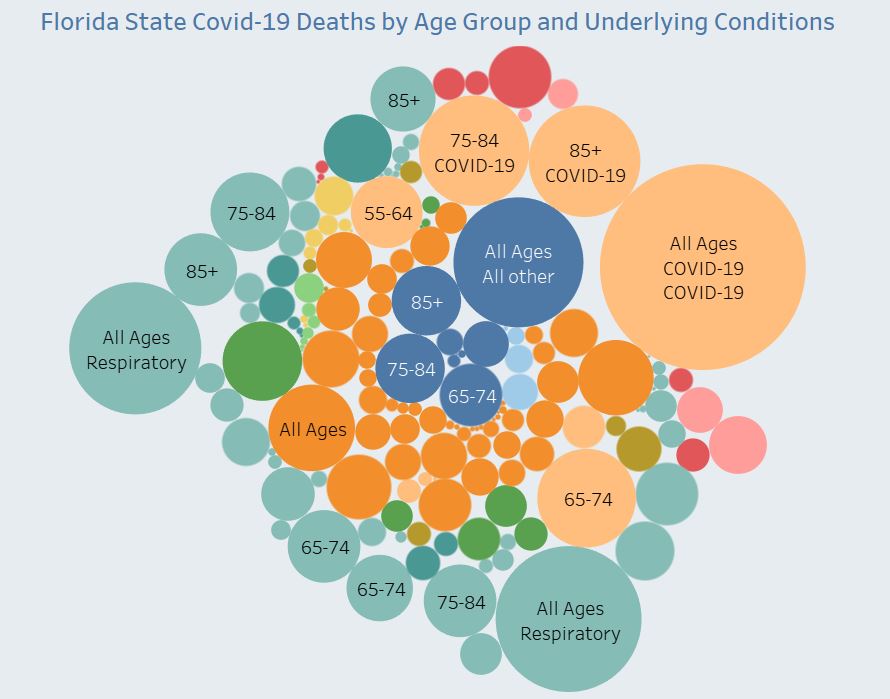 Florida State Covid-19 Deaths by Age Group and Underlying Conditions
85+
75-84
COVID-19
85+
COVID-19
55-64
75-84
All Ages
All other
All Ages
COVID-19
COVID-19
85+
85+
All Ages
Respiratory
75-84
65-74
All Ages
65-74
65-74
65-74
75-84
All Ages
Respiratory